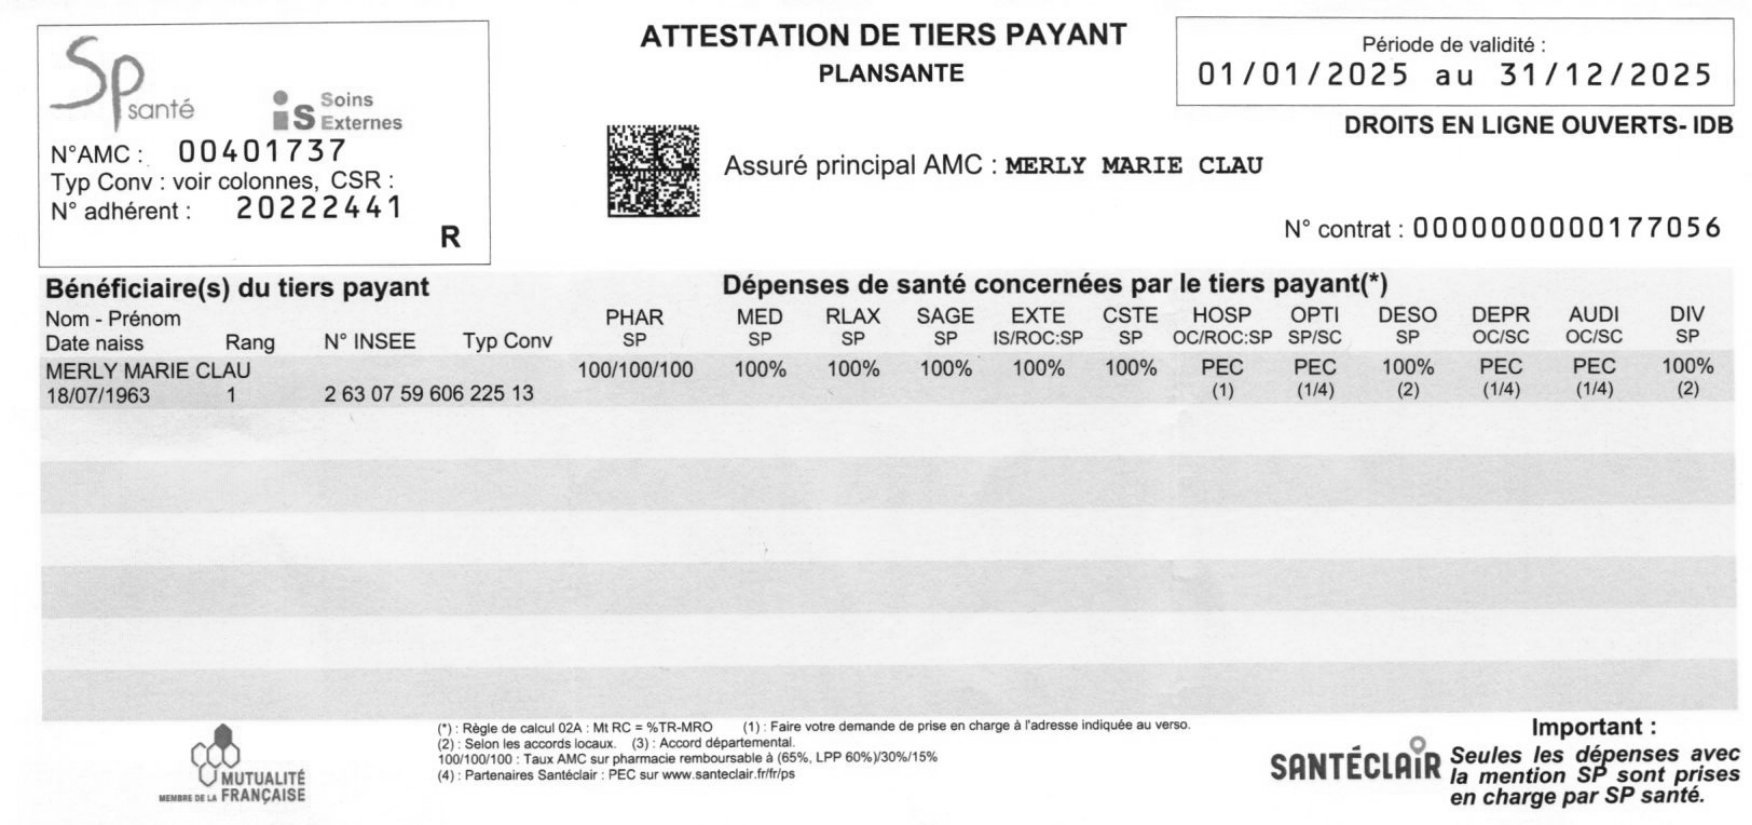 Sp santé
is Soins Externes
N°AMC : 00401737
Typ Conv : voir colonnes, CSR :
N° adhérent : 20222441
R
ATTESTATION DE TIERS PAYANT
PLANSANTE
Période de validité :
01/01/2025 au 31/12/2025
DROITS EN LIGNE OUVERTS- IDB
Assuré principal AMC : MERLY MARIE CLAU
N° contrat : 0000000000177056
Bénéficiaire(s) du tiers payant
Dépenses de santé concernées par le tiers payant(*)
Nom - Prénom PHAR MED RLAX SAGE EXTE CSTE HOSP OPTI DESO DEPR AUDI DIV
Date naiss Rang N° INSEE Typ Conv SP SP SP SP IS/ROC:SP SP OC/ROC:SP SP/SC SP OC/SC OC/SC SP
MERLY MARIE CLAU 100/100/100 100% 100% 100% 100% 100% PEC PEC 100% PEC PEC 100%
18/07/1963 1 2 63 07 59 606 225 13 (1) (1/4) (2) (1/4) (1/4) (2)
(*) : Règle de calcul 02A : Mt RC = %TR-MRO (1) : Faire votre demande de prise en charge à l'adresse indiquée au verso.
(2) : Selon les accords locaux. (3) : Accord départemental.
100/100/100 : Taux AMC sur pharmacie remboursable à (65%, LPP 60%)/30%/15%
(4) : Partenaires Santéclair : PEC sur www.santeclair.fr/fr/ps
MUTUALITÉ
MEMBRE DE LA FRANÇAISE
SANTÉCLAIR
Important :
Seules les dépenses avec
la mention SP sont prises
en charge par SP santé.